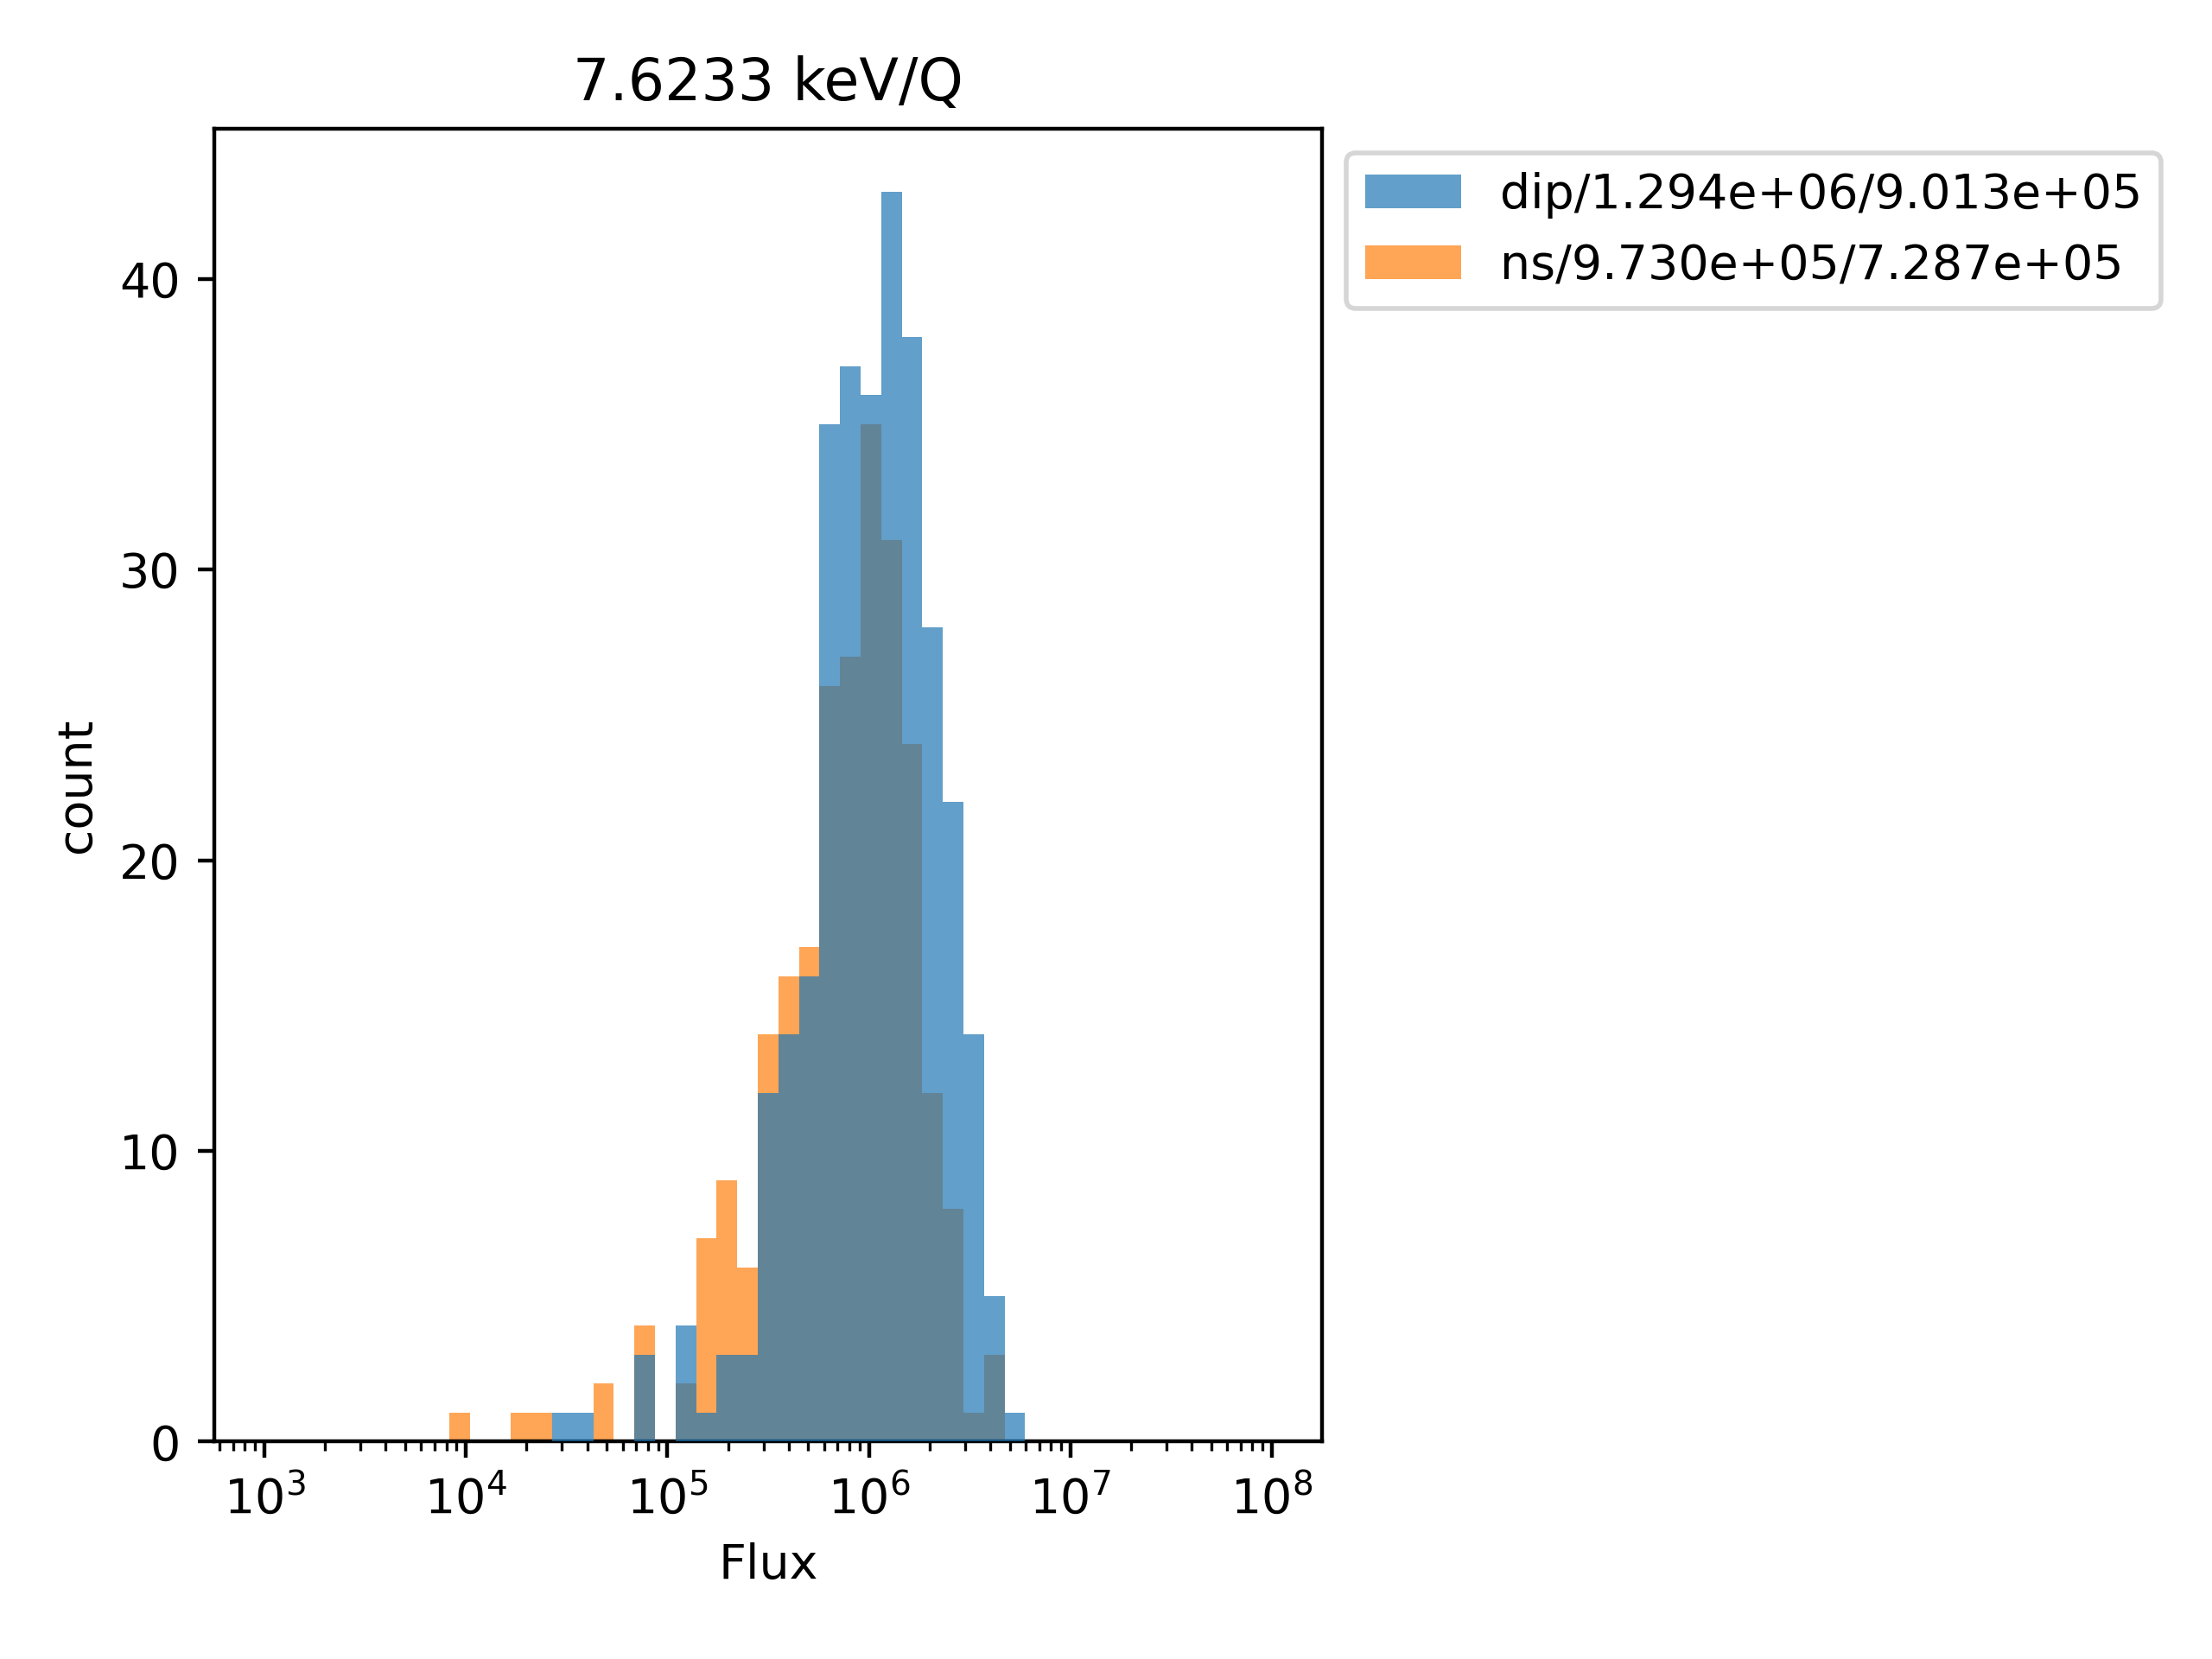 7.6233 keV/Q
dip/1.294e+06/9.013e+05
ns/9.730e+05/7.287e+05
count
40
30
20
10
0
10³ 10⁴ 10⁵ 10⁶ 10⁷ 10⁸
Flux